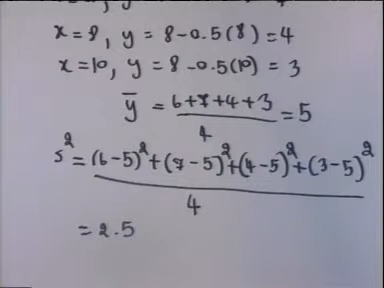 x = 8, y = 8-0.5(8) = 4
x = 10, y = 8-0.5(10) = 3
ȳ = (6+7+4+3)/4 = 5
s² = ((6-5)²+(7-5)²+(4-5)²+(3-5)²)/4
= 2.5